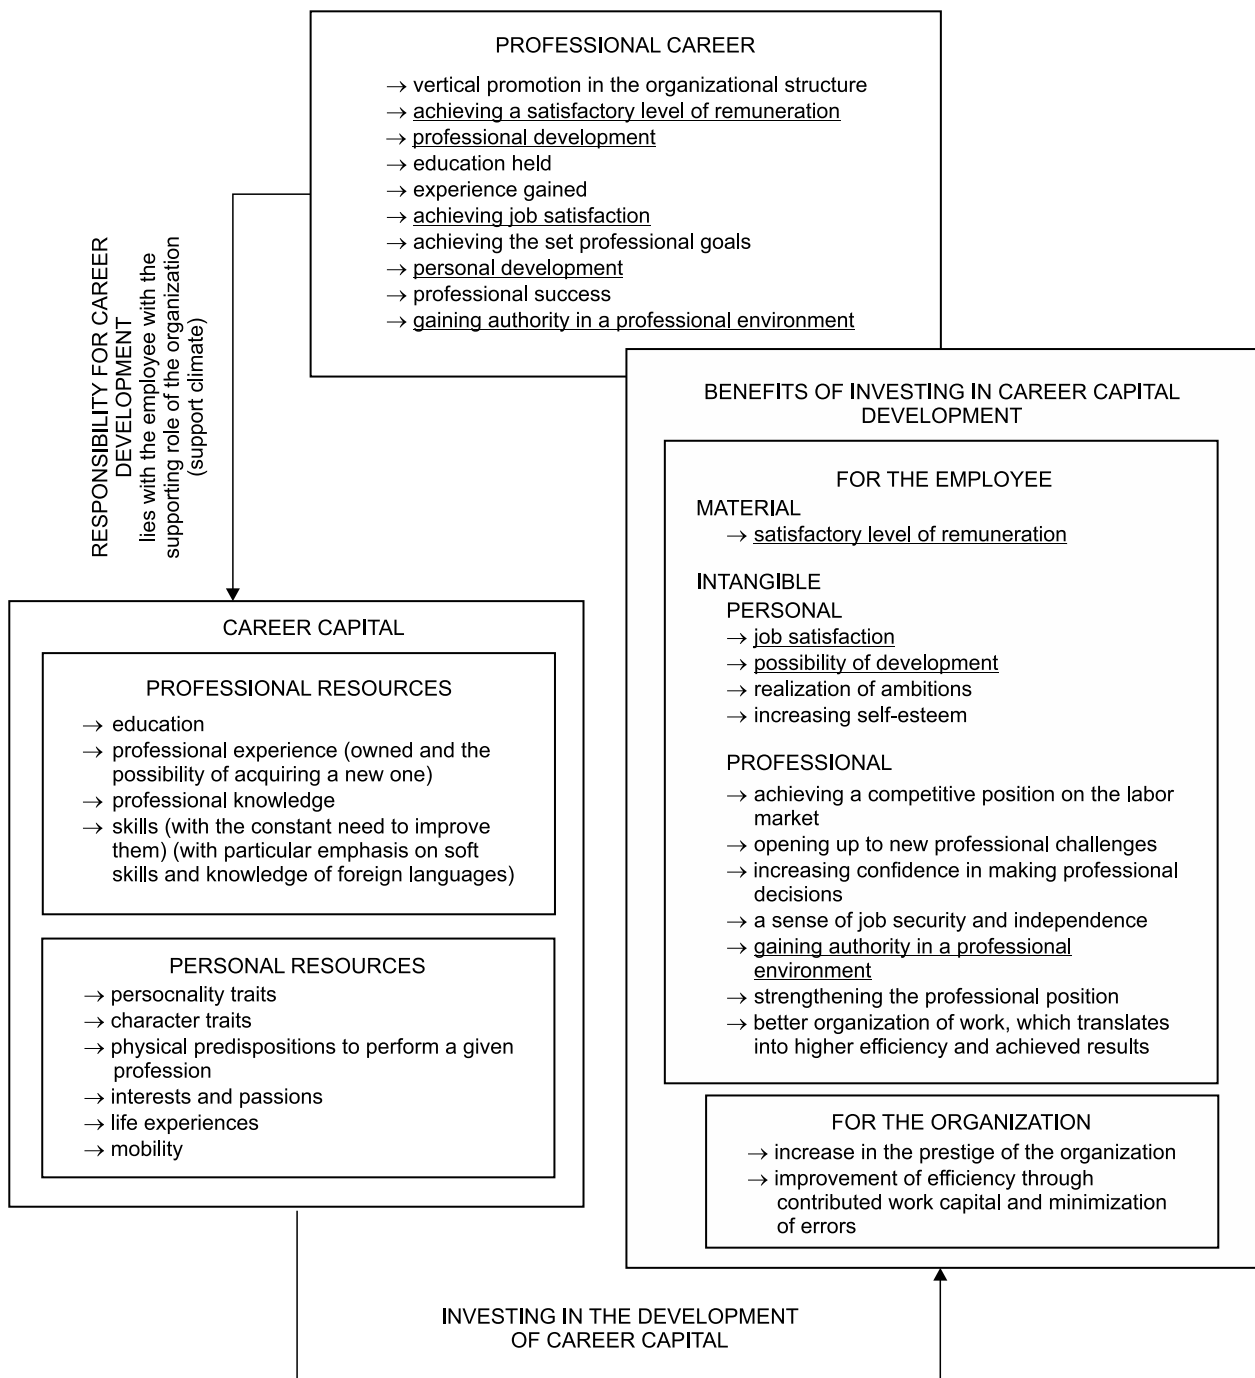 PROFESSIONAL CAREER
→ vertical promotion in the organizational structure
→ achieving a satisfactory level of remuneration
→ professional development
→ education held
→ experience gained
→ achieving job satisfaction
→ achieving the set professional goals
→ personal development
→ professional success
→ gaining authority in a professional environment
RESPONSIBILITY FOR CAREER
DEVELOPMENT
lies with the employee with the
supporting role of the organization
(support climate)
CAREER CAPITAL
PROFESSIONAL RESOURCES
→ education
→ professional experience (owned and the
possibility of acquiring a new one)
→ professional knowledge
→ skills (with the constant need to improve
them) (with particular emphasis on soft
skills and knowledge of foreign languages)
PERSONAL RESOURCES
→ persocnality traits
→ character traits
→ physical predispositions to perform a given
profession
→ interests and passions
→ life experiences
→ mobility
BENEFITS OF INVESTING IN CAREER CAPITAL
DEVELOPMENT
FOR THE EMPLOYEE
MATERIAL
→ satisfactory level of remuneration
INTANGIBLE
PERSONAL
→ job satisfaction
→ possibility of development
→ realization of ambitions
→ increasing self-esteem
PROFESSIONAL
→ achieving a competitive position on the labor
market
→ opening up to new professional challenges
→ increasing confidence in making professional
decisions
→ a sense of job security and independence
→ gaining authority in a professional
environment
→ strengthening the professional position
→ better organization of work, which translates
into higher efficiency and achieved results
FOR THE ORGANIZATION
→ increase in the prestige of the organization
→ improvement of efficiency through
contributed work capital and minimization
of errors
INVESTING IN THE DEVELOPMENT
OF CAREER CAPITAL